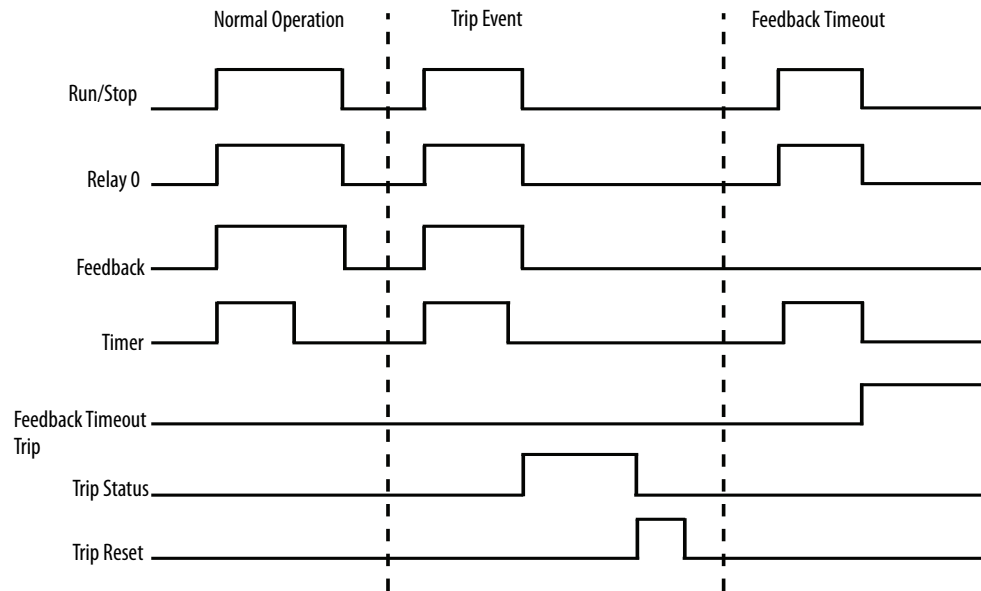 Normal Operation
Trip Event
Feedback Timeout
Run/Stop
Relay 0
Feedback
Timer
Feedback Timeout
Trip
Trip Status
Trip Reset